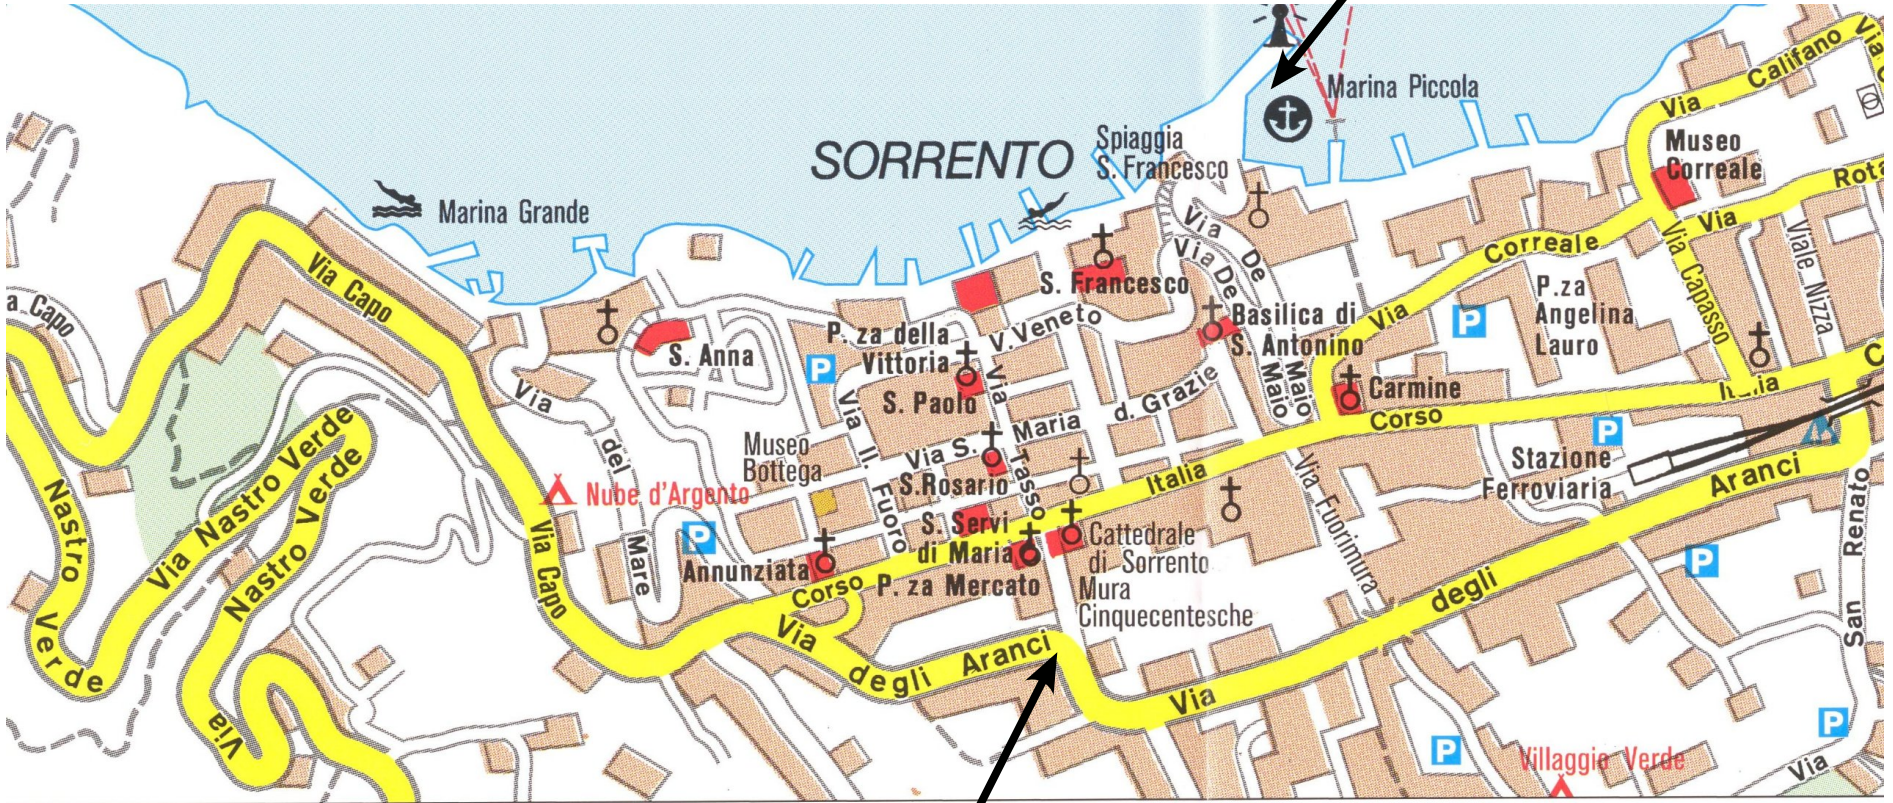 Via Califano
Via
Marina Piccola
Spiaggia
S. Francesco
SORRENTO
Museo
Correale
Rota
Via
Marina Grande
Via Capo
a Capo
Via De Maio
Via De Maio
Correale
Via
Via Capasso
Viale Nizza
S. Francesco
P.za
Angelina
Lauro
P
Basilica di
S. Antonino
V. Veneto
P. za della
Vittoria
S. Anna
P
S. Paolo
Via Tasso
Carmine
Corso Italia
C
d. Grazie
Via S. Maria
Via
del
Mare
Via II. Fuoro
Museo
Bottega
S.Rosario
P
Stazione
Ferroviaria
Via degli Aranci
Nube d'Argento
Italia
Via Fuorimura
Nastro Verde
Via Nastro Verde
Nastro Verde
Via
Via Capo
P
S. Servi
di Maria
Cattedrale
di Sorrento
Mura
Cinquecentesche
Annunziata
Corso
P. za Mercato
P
San Renato
Via degli Aranci
P
P
Villaggio Verde
Via